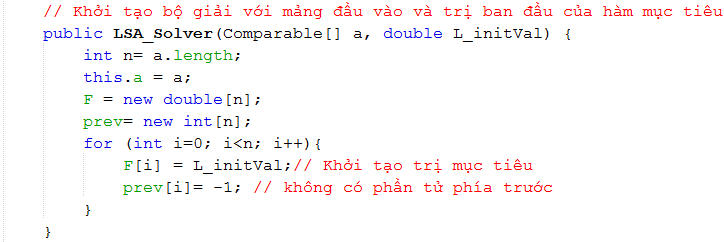 // Khởi tạo bộ giải với mảng đầu vào và trị ban đầu của hàm mục tiêu
public LSA_Solver(Comparable[] a, double L_initVal) {
int n= a.length;
this.a = a;
F = new double[n];
prev= new int[n];
for (int i=0; i<n; i++){
F[i] = L_initVal;// Khởi tạo trị mục tiêu
prev[i]= -1; // không có phần tử phía trước
}
}